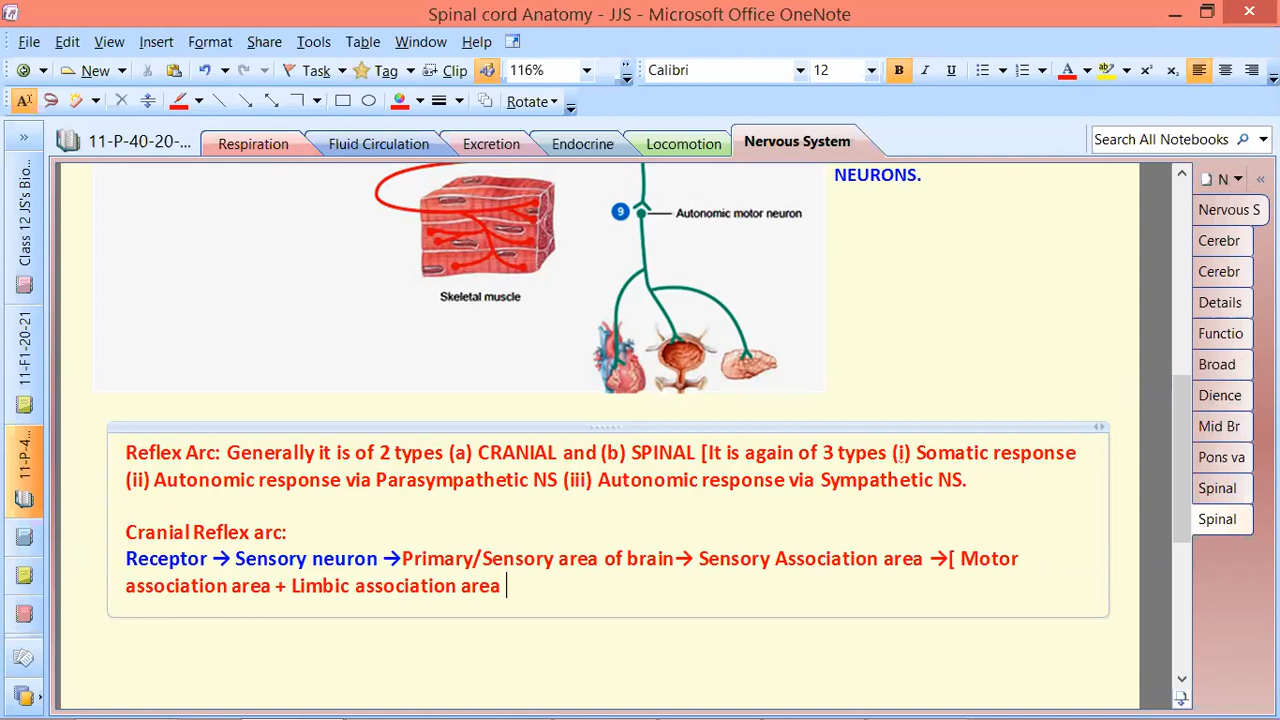 Spinal cord Anatomy - JJS - Microsoft Office OneNote
File Edit View Insert Format Share Tools Table Window Help
New Task Tag Clip 116% Calibri 12 B I U
Rotate
11-P-40-20-... Respiration Fluid Circulation Excretion Endocrine Locomotion Nervous System Search All Notebooks
N
Class 12 JS's Bio...
11-F1-20-21
11-P-4...
Nervous S
Cerebr
Cerebr
Details
Functio
Broad
Dience
Mid Br
Pons va
Spinal
Spinal
NEURONS.
9 Autonomic motor neuron
Skeletal muscle
Reflex Arc: Generally it is of 2 types (a) CRANIAL and (b) SPINAL [It is again of 3 types (i) Somatic response
(ii) Autonomic response via Parasympathetic NS (iii) Autonomic response via Sympathetic NS.
Cranial Reflex arc:
Receptor → Sensory neuron →Primary/Sensory area of brain→ Sensory Association area →[ Motor
association area + Limbic association area